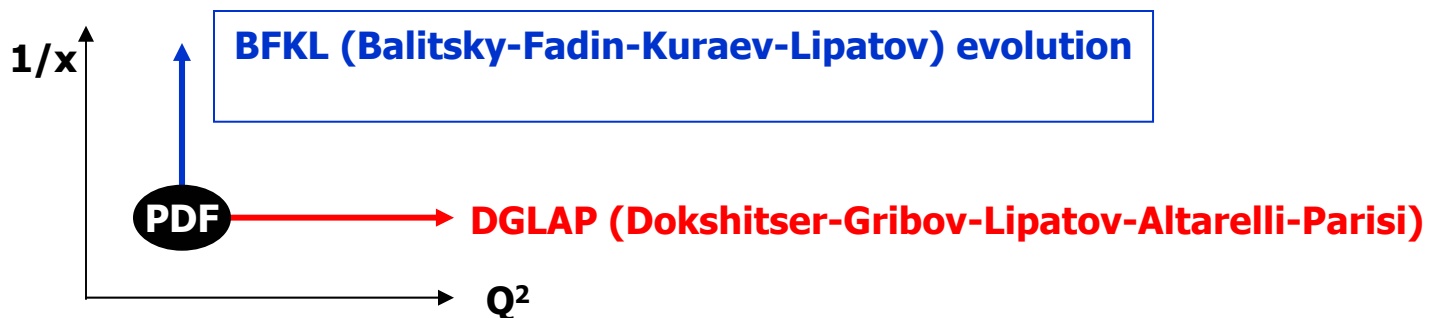 BFKL (Balitsky-Fadin-Kuraev-Lipatov) evolution
1/x
PDF
DGLAP (Dokshitser-Gribov-Lipatov-Altarelli-Parisi)
Q²